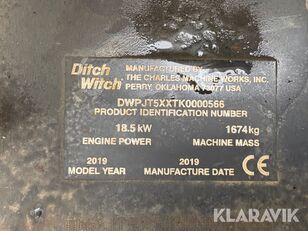 Ditch
Witch
MANUFACTURED BY
THE CHARLES MACHINE WORKS, INC.
PERRY, OKLAHOMA 73077 USA
DWPJT5XXTK0000566
PRODUCT IDENTIFICATION NUMBER
18.5 kW 1674kg
ENGINE POWER MACHINE MASS
2019 2019
MODEL YEAR MANUFACTURE DATE CE
KLARAVIK